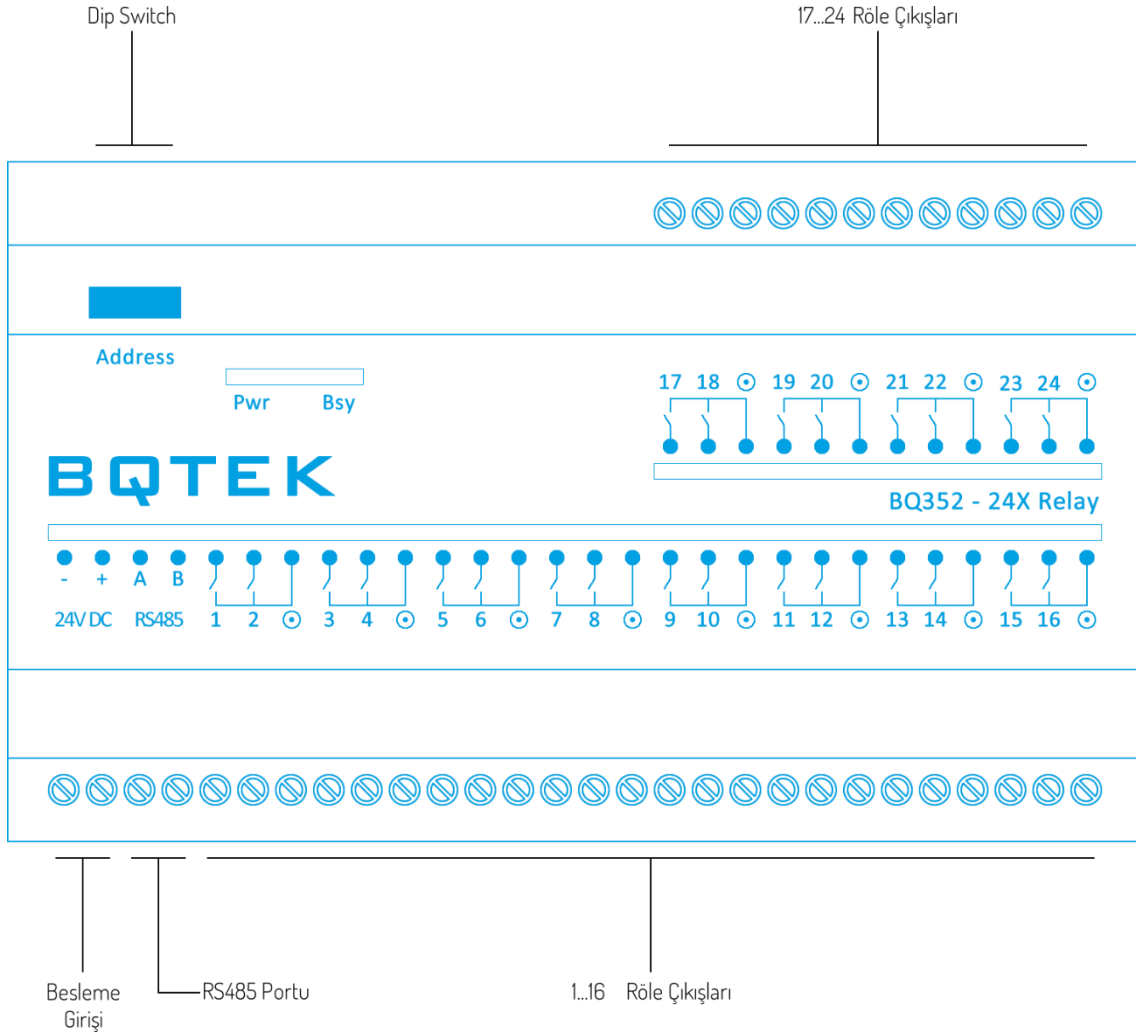 Dip Switch
17...24 Röle Çıkışları
Address
Pwr Bsy
17 18 19 20 21 22 23 24
BQTEK
BQ352 - 24X Relay
- + A B
24V DC RS485 1 2 3 4 5 6 7 8 9 10 11 12 13 14 15 16
Besleme
Girişi
RS485 Portu
1...16 Röle Çıkışları